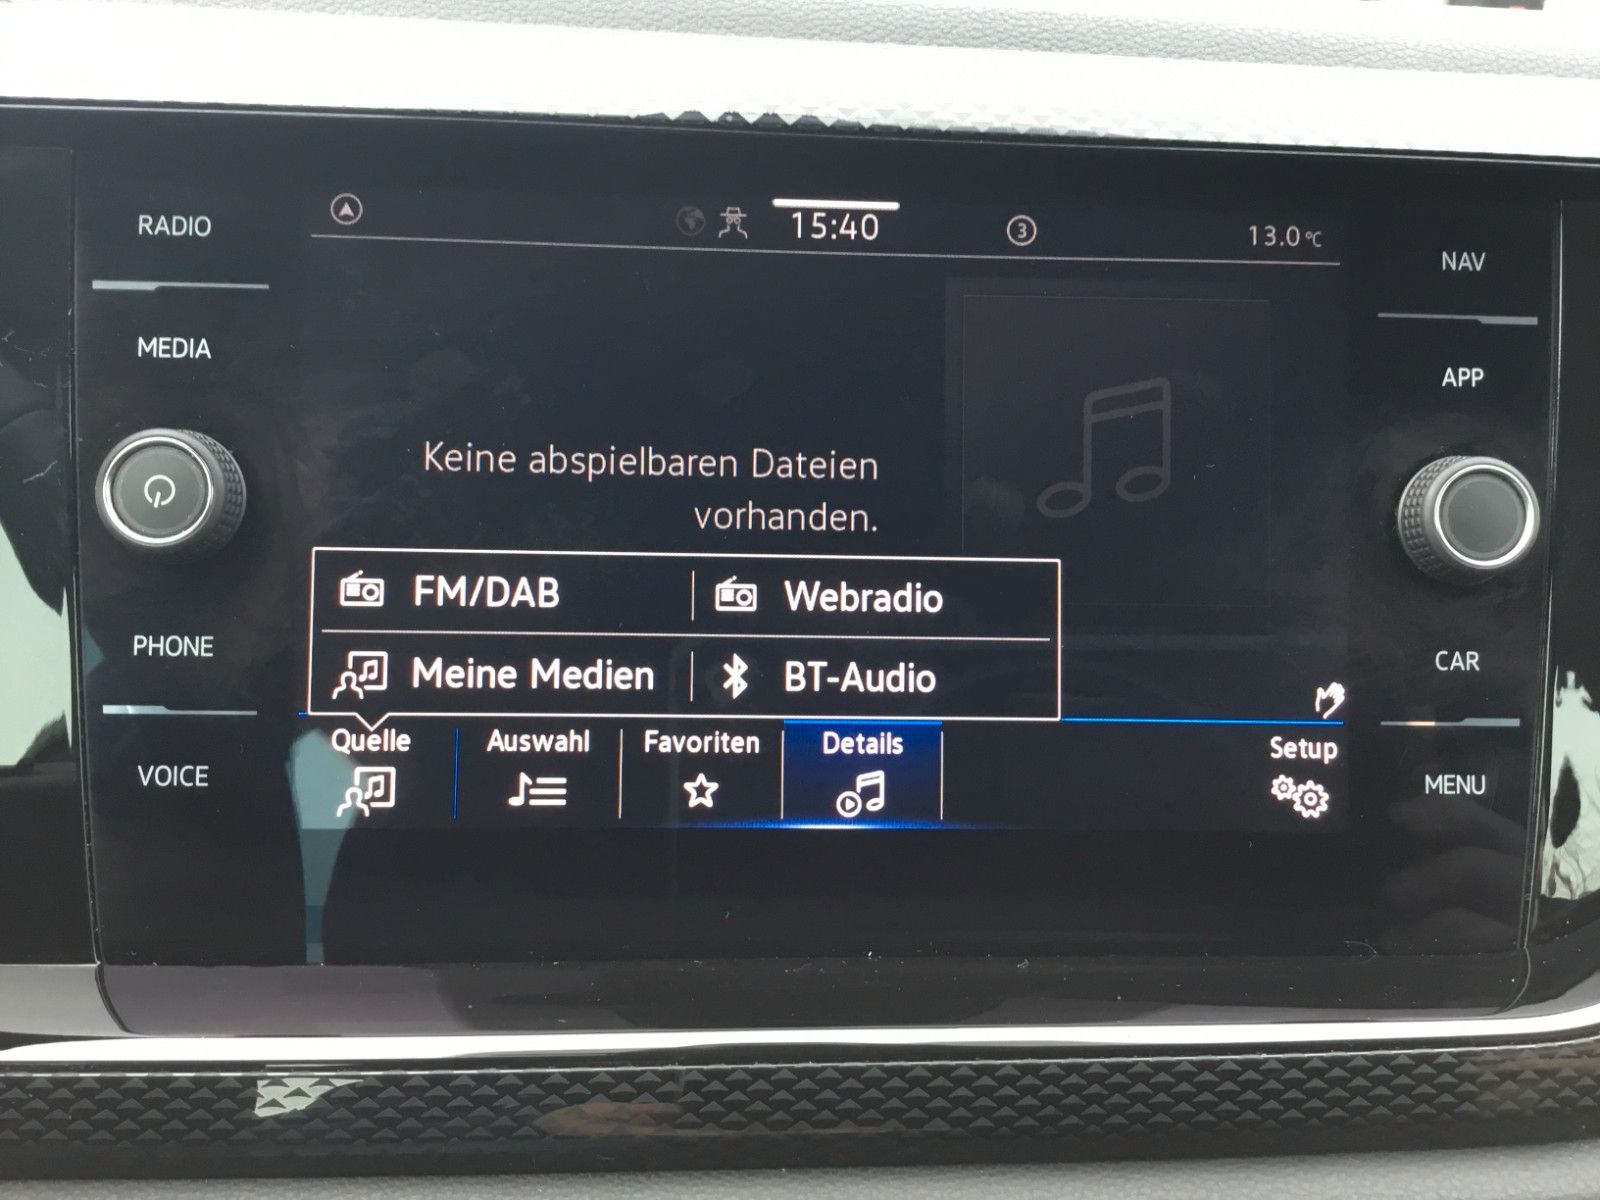 RADIO
MEDIA
PHONE
VOICE
15:40
3
13.0 °C
Keine abspielbaren Dateien
vorhanden.
FM/DAB
Webradio
Meine Medien
BT-Audio
Quelle
Auswahl
Favoriten
Details
Setup
NAV
APP
CAR
MENU